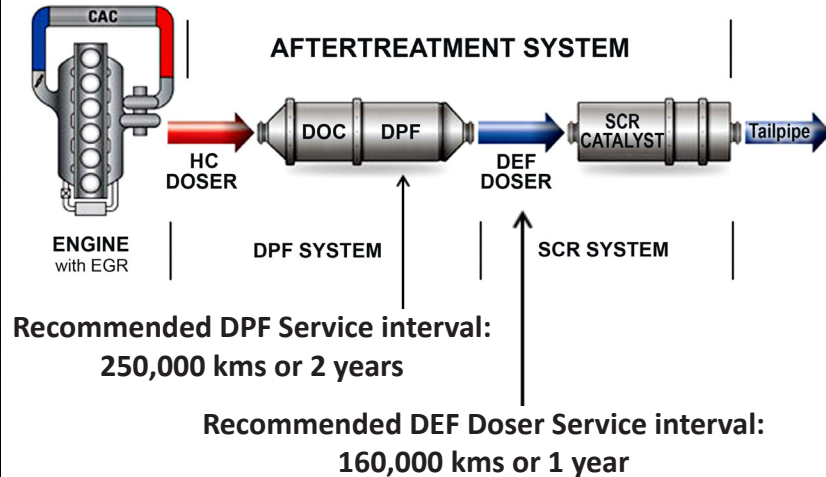 CAC
AFTERTREATMENT SYSTEM
DOC
DPF
SCR
CATALYST
Tailpipe
HC
DOSER
DEF
DOSER
ENGINE
with EGR
DPF SYSTEM
SCR SYSTEM
Recommended DPF Service interval:
250,000 kms or 2 years
Recommended DEF Doser Service interval:
160,000 kms or 1 year